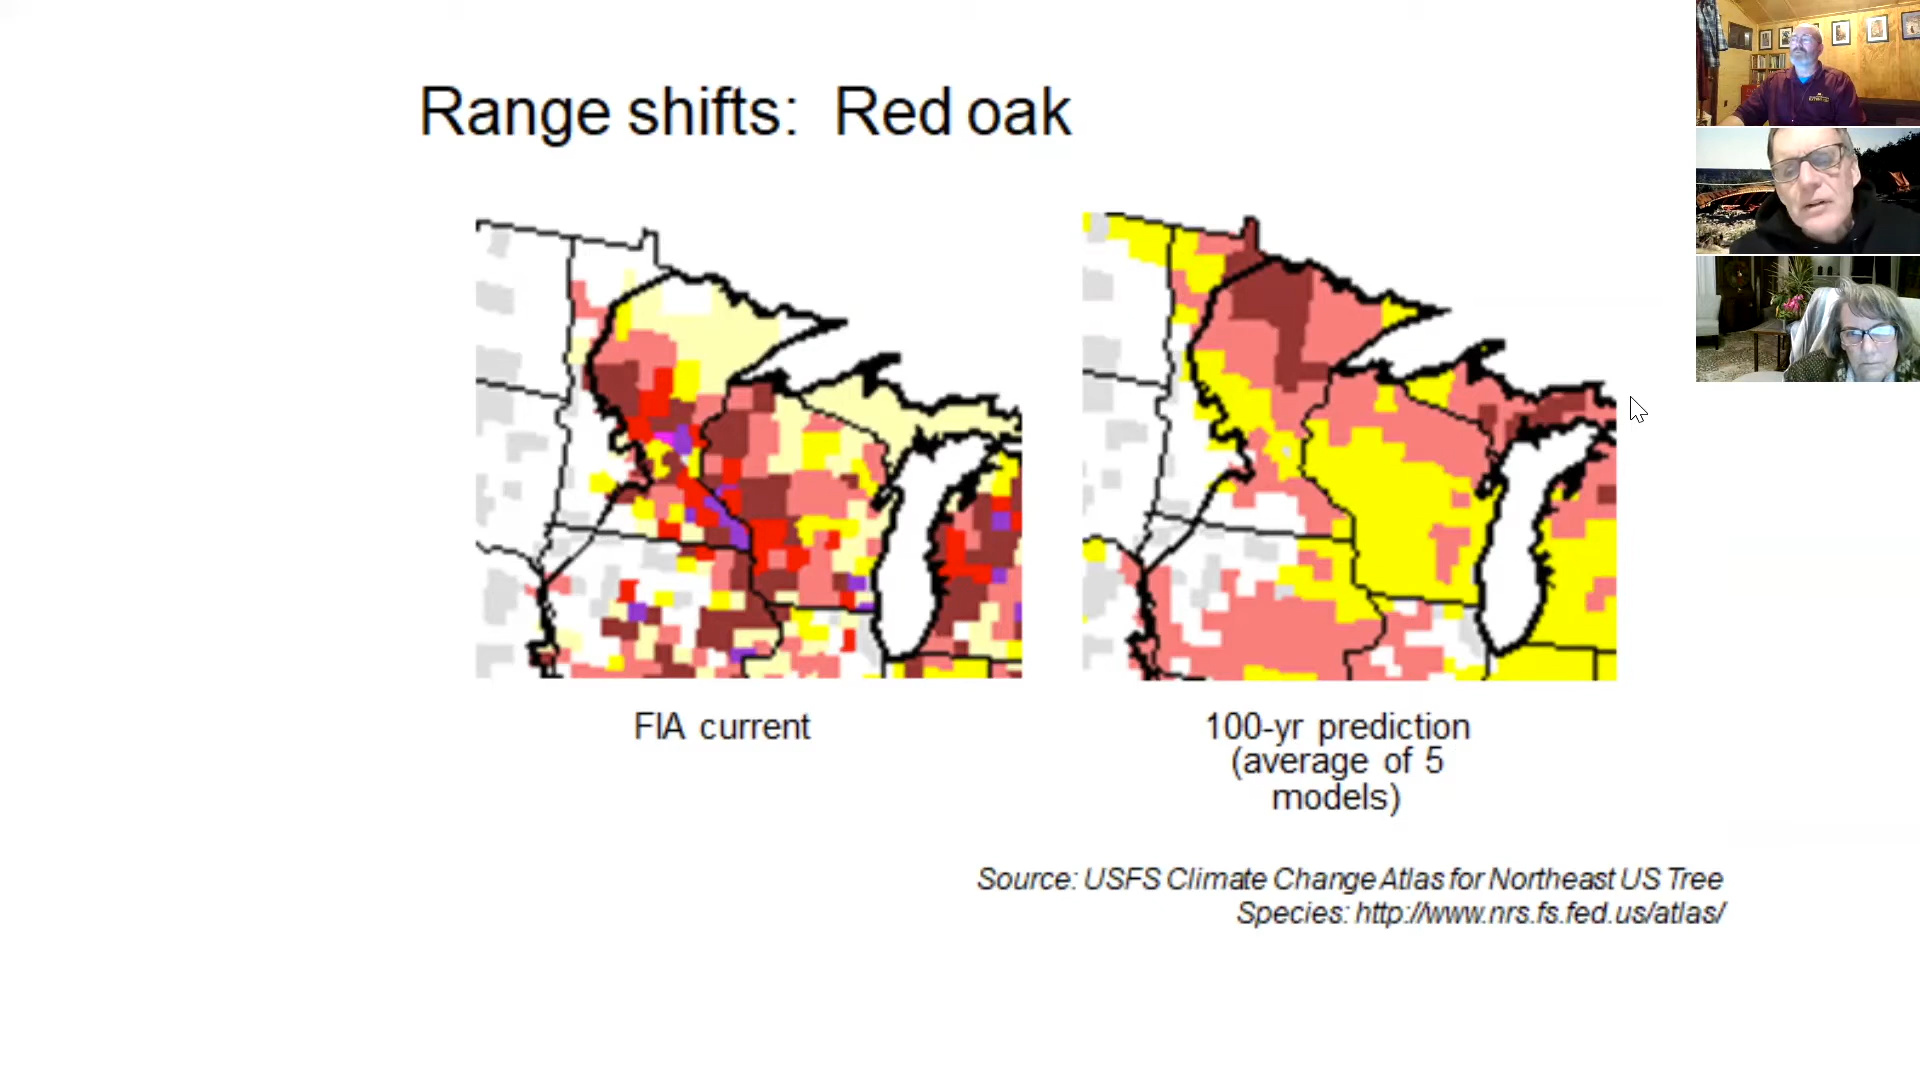 Range shifts: Red oak
FIA current
100-yr prediction
(average of 5
models)
Source: USFS Climate Change Atlas for Northeast US Tree
Species: http://www.nrs.fs.fed.us/atlas/